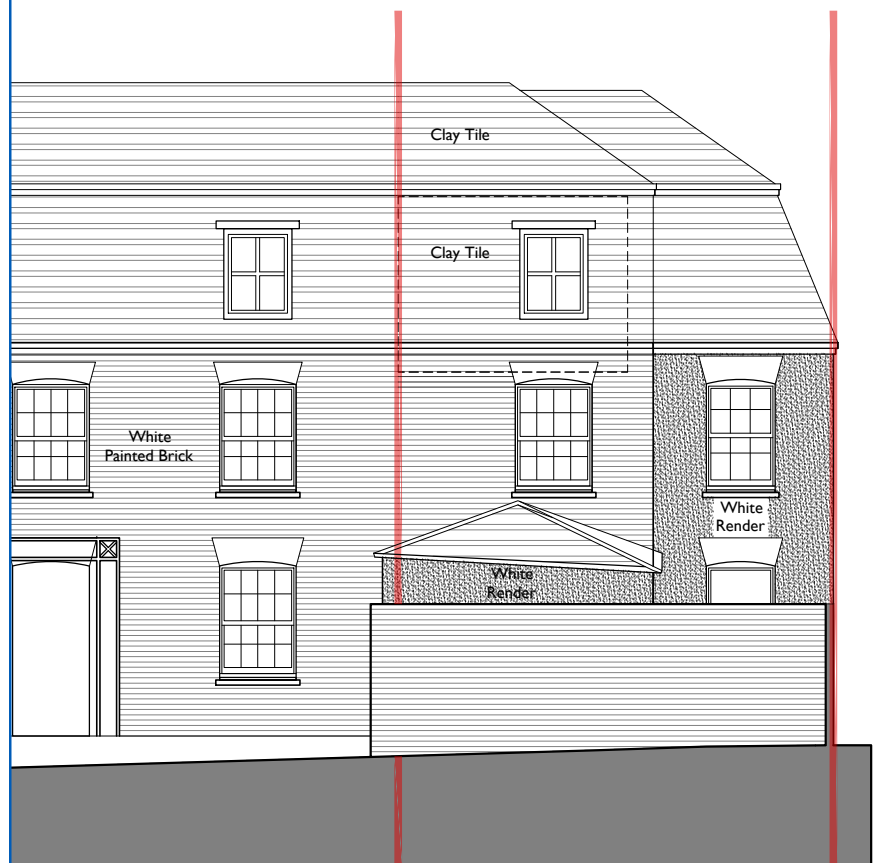 Clay Tile
Clay Tile
White
Painted Brick
White
Render
White
Render